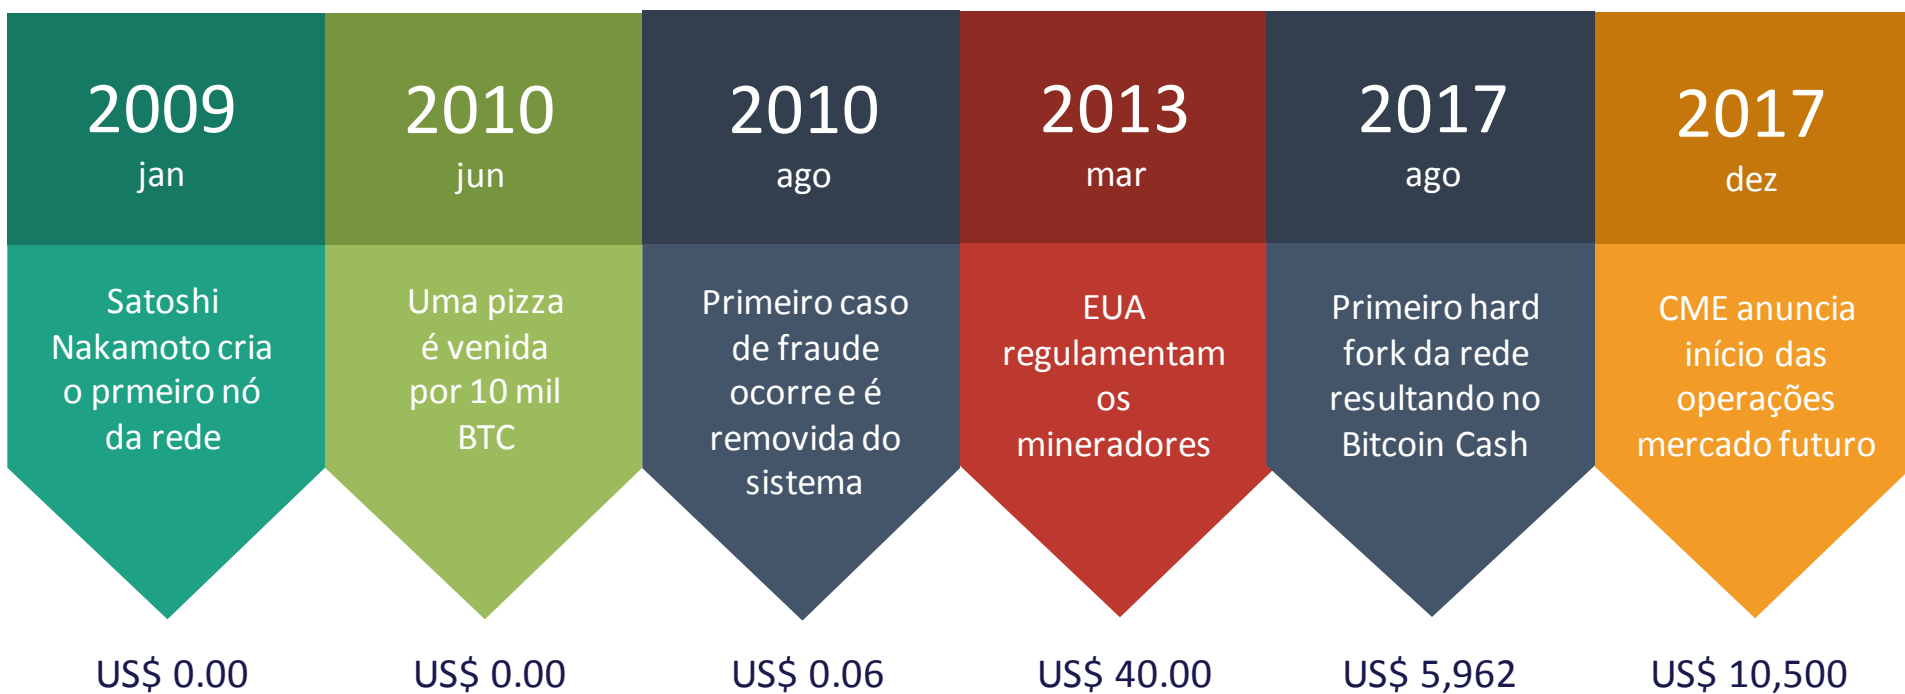 2009
jan
Satoshi
Nakamoto cria
o prmeiro nó
da rede
US$ 0.00
2010
jun
Uma pizza
é venida
por 10 mil
BTC
US$ 0.00
2010
ago
Primeiro caso
de fraude
ocorre e é
removida do
sistema
US$ 0.06
2013
mar
EUA
regulamentam
os
mineradores
US$ 40.00
2017
ago
Primeiro hard
fork da rede
resultando no
Bitcoin Cash
US$ 5,962
2017
dez
CME anuncia
início das
operações
mercado futuro
US$ 10,500